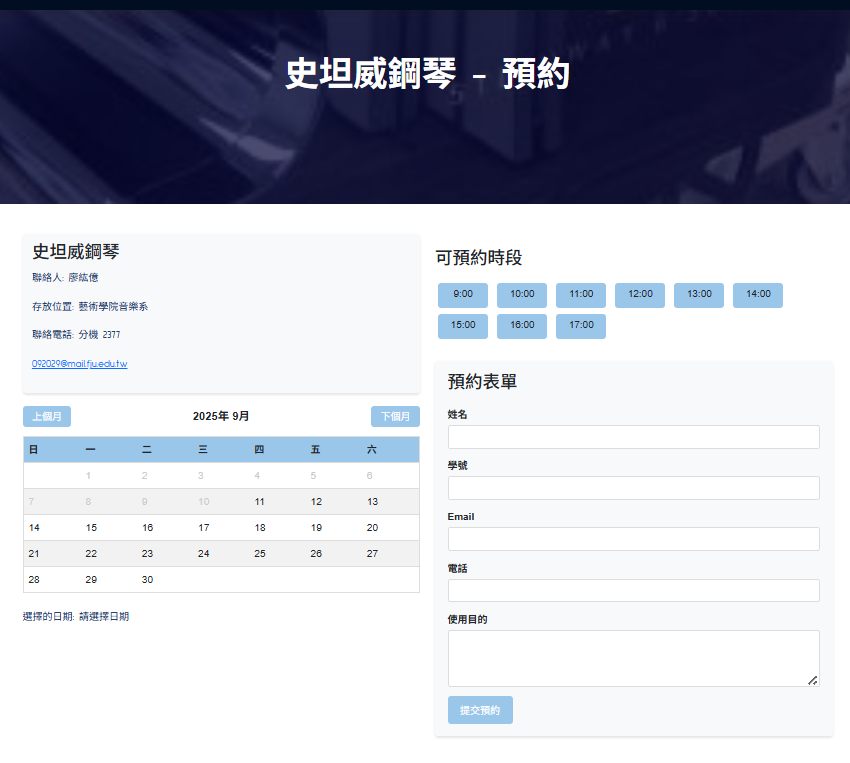 史坦威鋼琴 - 預約
史坦威鋼琴
聯絡人: 廖紘億
存放位置: 藝術學院音樂系
聯絡電話: 分機 2377
092029@mail.fju.edu.tw
上個月 2025年 9月 下個月
日 一 二 三 四 五 六
1 2 3 4 5 6
7 8 9 10 11 12 13
14 15 16 17 18 19 20
21 22 23 24 25 26 27
28 29 30
選擇的日期: 請選擇日期
可預約時段
9:00 10:00 11:00 12:00 13:00 14:00
15:00 16:00 17:00
預約表單
姓名
學號
Email
電話
使用目的
提交預約